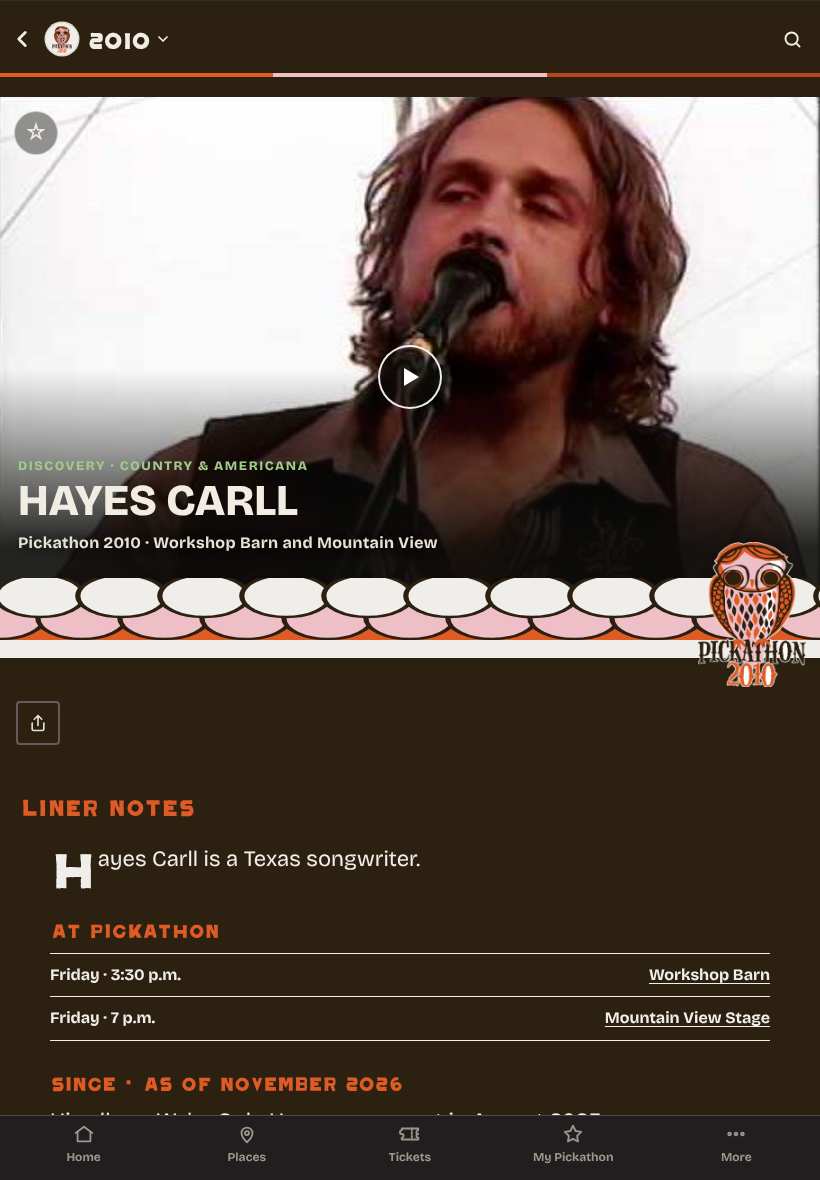 2010
DISCOVERY · COUNTRY & AMERICANA
HAYES CARLL
Pickathon 2010 · Workshop Barn and Mountain View
PICKATHON
2010
LINER NOTES
Hayes Carll is a Texas songwriter.
AT PICKATHON
Friday · 3:30 p.m. Workshop Barn
Friday · 7 p.m. Mountain View Stage
SINCE · AS OF NOVEMBER 2026
Home Places Tickets My Pickathon More